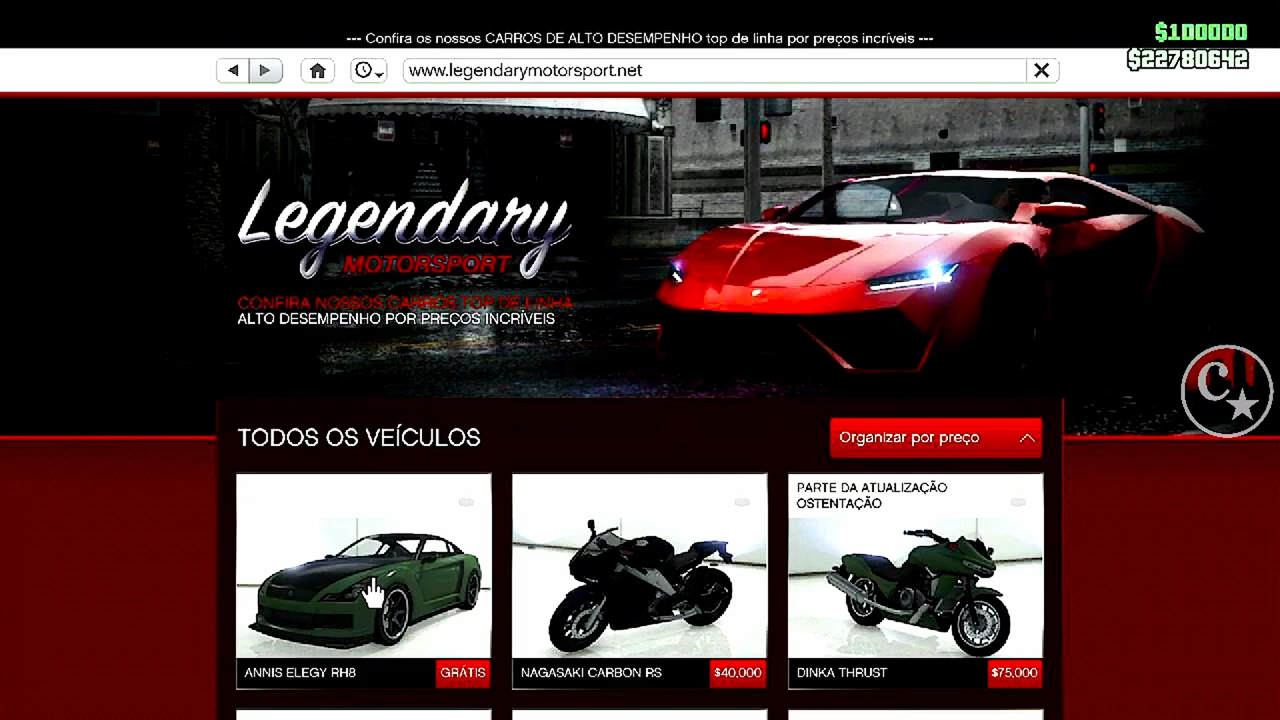 --- Confira os nossos CARROS DE ALTO DESEMPENHO top de linha por preços incríveis ---
$100000
$22780642
www.legendarymotorsport.net
Legendary
MOTORSPORT
CONFIRA NOSSOS CARROS TOP DE LINHA
ALTO DESEMPENHO POR PREÇOS INCRÍVEIS
C
TODOS OS VEÍCULOS
Organizar por preço
PARTE DA ATUALIZAÇÃO
OSTENTAÇÃO
ANNIS ELEGY RH8
GRÁTIS
NAGASAKI CARBON RS
$40,000
DINKA THRUST
$75,000